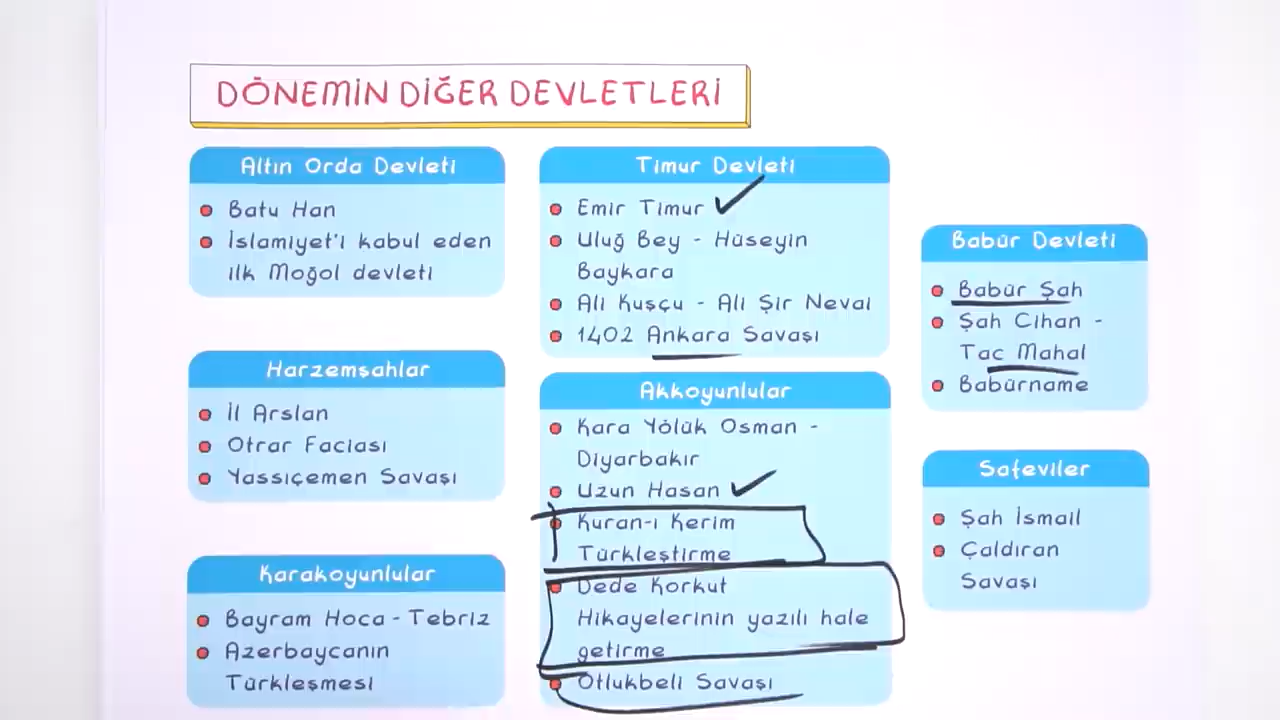 DÖNEMİN DİĞER DEVLETLERİ
Altın Orda Devleti
Batu Han
İslamiyet'i kabul eden
ilk Moğol devleti
Harzemşahlar
İl Arslan
Otrar Faciası
Yassıçemen Savaşı
Karakoyunlular
Bayram Hoca - Tebriz
Azerbaycanın
Türkleşmesi
Timur Devleti
Emir Timur
Uluğ Bey - Hüseyin
Baykara
Ali Kuşçu - Ali Şir Nevai
1402 Ankara Savaşı
Akkoyunlular
Kara Yölük Osman -
Diyarbakır
Uzun Hasan
Kuran-ı Kerim
Türkleştirme
Dede Korkut
Hikayelerinin yazılı hale
getirme
Otlukbeli Savaşı
Babür Devleti
Babür Şah
Şah Cihan -
Tac Mahal
Babürname
Safeviler
Şah İsmail
Çaldıran
Savaşı